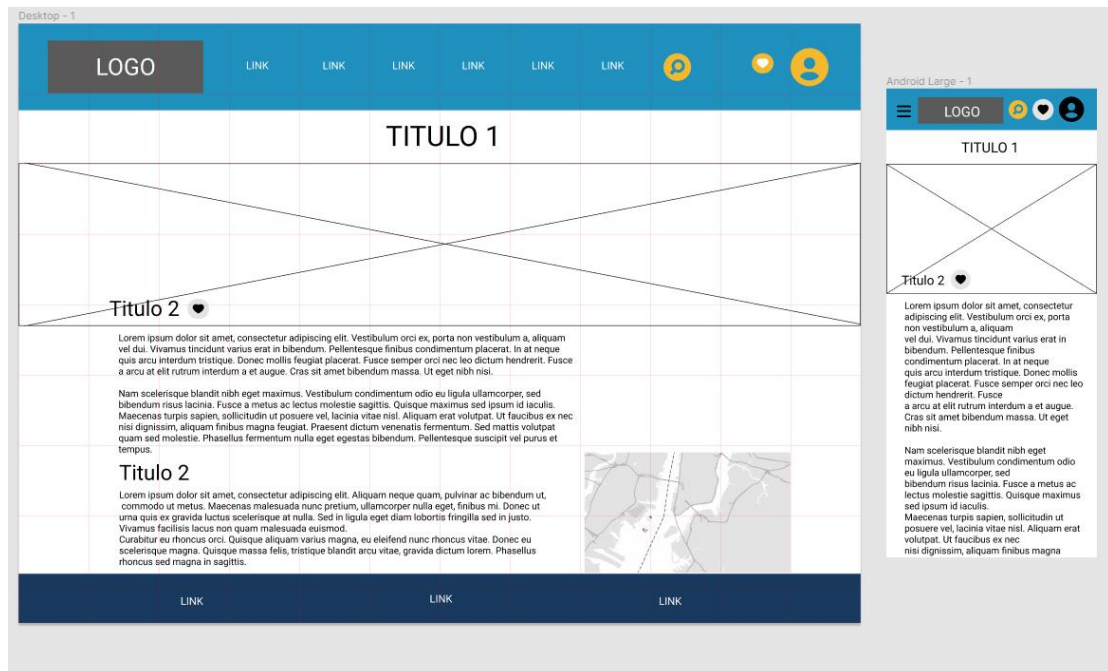 Desktop - 1
LOGO
LINK
LINK
LINK
LINK
LINK
LINK
TITULO 1
Titulo 2
Lorem ipsum dolor sit amet, consectetur adipiscing elit. Vestibulum orci ex, porta non vestibulum a, aliquam
vel dui. Vivamus tincidunt varius erat in bibendum. Pellentesque finibus condimentum placerat. In at neque
quis arcu interdum tristique. Donec mollis feugiat placerat. Fusce semper orci nec leo dictum hendrerit. Fusce
a arcu at elit rutrum interdum a et augue. Cras sit amet bibendum massa. Ut eget nibh nisi.
Nam scelerisque blandit nibh eget maximus. Vestibulum condimentum odio eu ligula ullamcorper, sed
bibendum risus lacinia. Fusce a metus ac lectus molestie sagittis. Quisque maximus sed ipsum id iaculis.
Maecenas turpis sapien, sollicitudin ut posuere vel, lacinia vitae nisl. Aliquam erat volutpat. Ut faucibus ex nec
nisi dignissim, aliquam finibus magna feugiat. Praesent dictum venenatis fermentum. Sed mattis volutpat
quam sed molestie. Phasellus fermentum nulla eget egestas bibendum. Pellentesque suscipit vel purus et
tempus.
Titulo 2
Lorem ipsum dolor sit amet, consectetur adipiscing elit. Aliquam neque quam, pulvinar ac bibendum ut,
commodo ut metus. Maecenas malesuada nunc pretium, ullamcorper nulla eget, finibus mi. Donec ut
urna quis ex gravida luctus scelerisque at nulla. Sed in ligula eget diam lobortis fringilla sed in justo.
Vivamus facilisis lacus non quam malesuada euismod.
Curabitur eu rhoncus orci. Quisque aliquam varius magna, eu eleifend nunc rhoncus vitae. Donec eu
scelerisque magna. Quisque massa felis, tristique blandit arcu vitae, gravida dictum lorem. Phasellus
rhoncus sed magna in sagittis.
LINK
LINK
LINK
Android Large - 1
LOGO
TITULO 1
Titulo 2
Lorem ipsum dolor sit amet, consectetur
adipiscing elit. Vestibulum orci ex, porta
non vestibulum a, aliquam
vel dui. Vivamus tincidunt varius erat in
bibendum. Pellentesque finibus
condimentum placerat. In at neque
quis arcu interdum tristique. Donec mollis
feugiat placerat. Fusce semper orci nec leo
dictum hendrerit. Fusce
a arcu at elit rutrum interdum a et augue.
Cras sit amet bibendum massa. Ut eget
nibh nisi.
Nam scelerisque blandit nibh eget
maximus. Vestibulum condimentum odio
eu ligula ullamcorper, sed
bibendum risus lacinia. Fusce a metus ac
lectus molestie sagittis. Quisque maximus
sed ipsum id iaculis.
Maecenas turpis sapien, sollicitudin ut
posuere vel, lacinia vitae nisl. Aliquam erat
volutpat. Ut faucibus ex nec
nisi dignissim, aliquam finibus magna